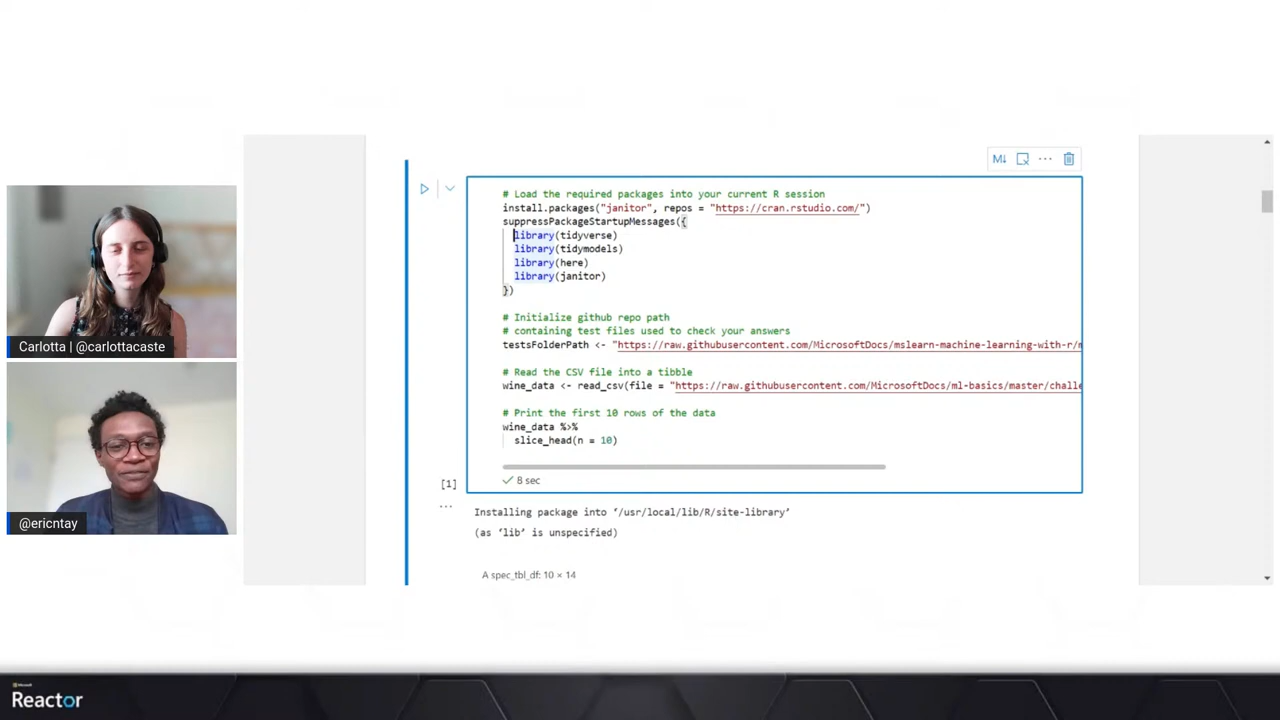 M↓
# Load the required packages into your current R session
install.packages("janitor", repos = "https://cran.rstudio.com/")
suppressPackageStartupMessages({
library(tidyverse)
library(tidymodels)
library(here)
library(janitor)
})
# Initialize github repo path
# containing test files used to check your answers
testsFolderPath <- "https://raw.githubusercontent.com/MicrosoftDocs/mslearn-machine-learning-with-r/m
# Read the CSV file into a tibble
wine_data <- read_csv(file = "https://raw.githubusercontent.com/MicrosoftDocs/ml-basics/master/challe
# Print the first 10 rows of the data
wine_data %>%
slice_head(n = 10)
8 sec
[1]
Installing package into ‘/usr/local/lib/R/site-library’
(as ‘lib’ is unspecified)
A spec_tbl_df: 10 × 14
Carlotta | @carlottacaste
@ericntay
Microsoft
Reactor